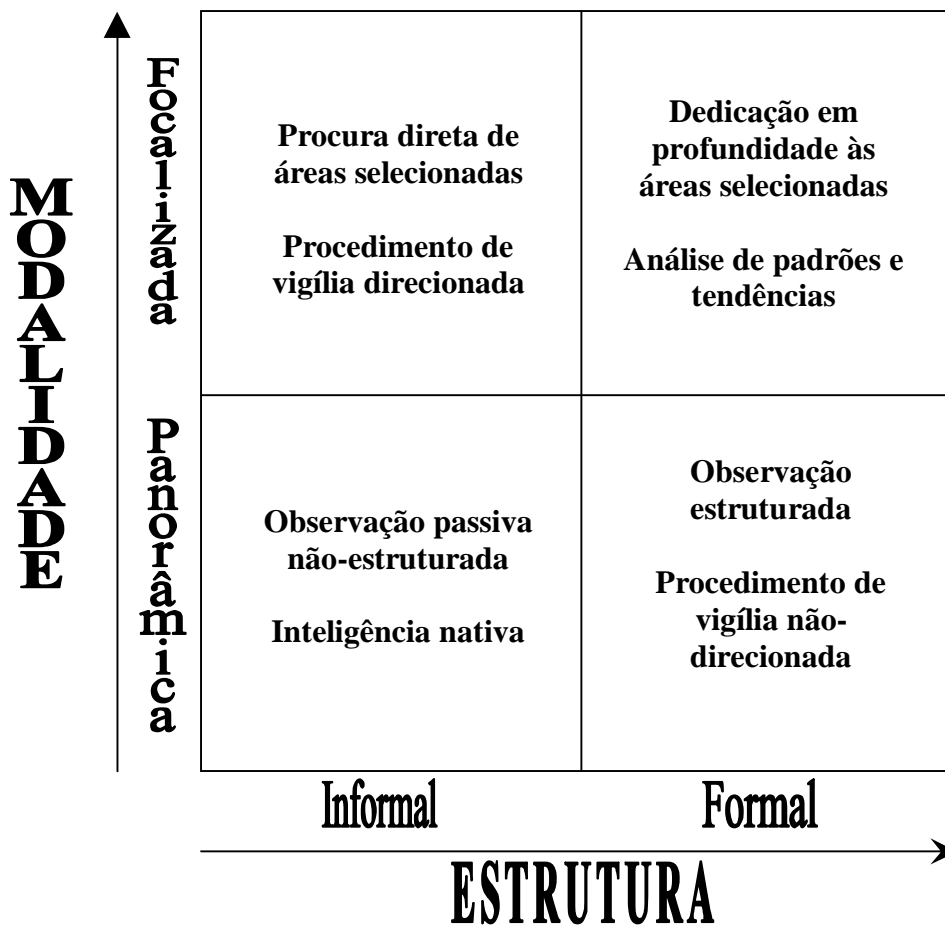 MODALIDADE
Focalizada
Procura direta de
áreas selecionadas
Procedimento de
vigília direcionada
Dedicação em
profundidade às
áreas selecionadas
Análise de padrões e
tendências
Panorâmica
Observação passiva
não-estruturada
Inteligência nativa
Observação
estruturada
Procedimento de
vigília não-
direcionada
Informal
Formal
ESTRUTURA